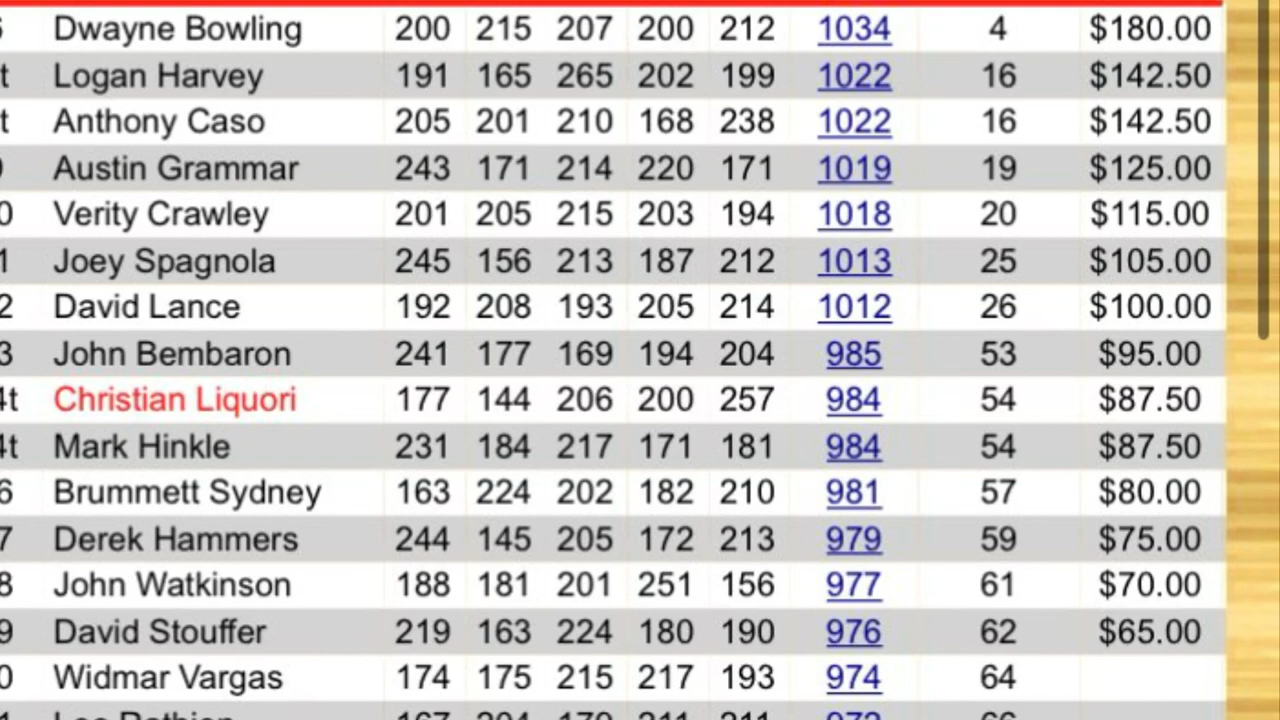 6 Dwayne Bowling 200 215 207 200 212 1034 4 $180.00
t Logan Harvey 191 165 265 202 199 1022 16 $142.50
t Anthony Caso 205 201 210 168 238 1022 16 $142.50
9 Austin Grammar 243 171 214 220 171 1019 19 $125.00
0 Verity Crawley 201 205 215 203 194 1018 20 $115.00
1 Joey Spagnola 245 156 213 187 212 1013 25 $105.00
2 David Lance 192 208 193 205 214 1012 26 $100.00
3 John Bembaron 241 177 169 194 204 985 53 $95.00
4t Christian Liquori 177 144 206 200 257 984 54 $87.50
4t Mark Hinkle 231 184 217 171 181 984 54 $87.50
6 Brummett Sydney 163 224 202 182 210 981 57 $80.00
7 Derek Hammers 244 145 205 172 213 979 59 $75.00
8 John Watkinson 188 181 201 251 156 977 61 $70.00
9 David Stouffer 219 163 224 180 190 976 62 $65.00
0 Widmar Vargas 174 175 215 217 193 974 64